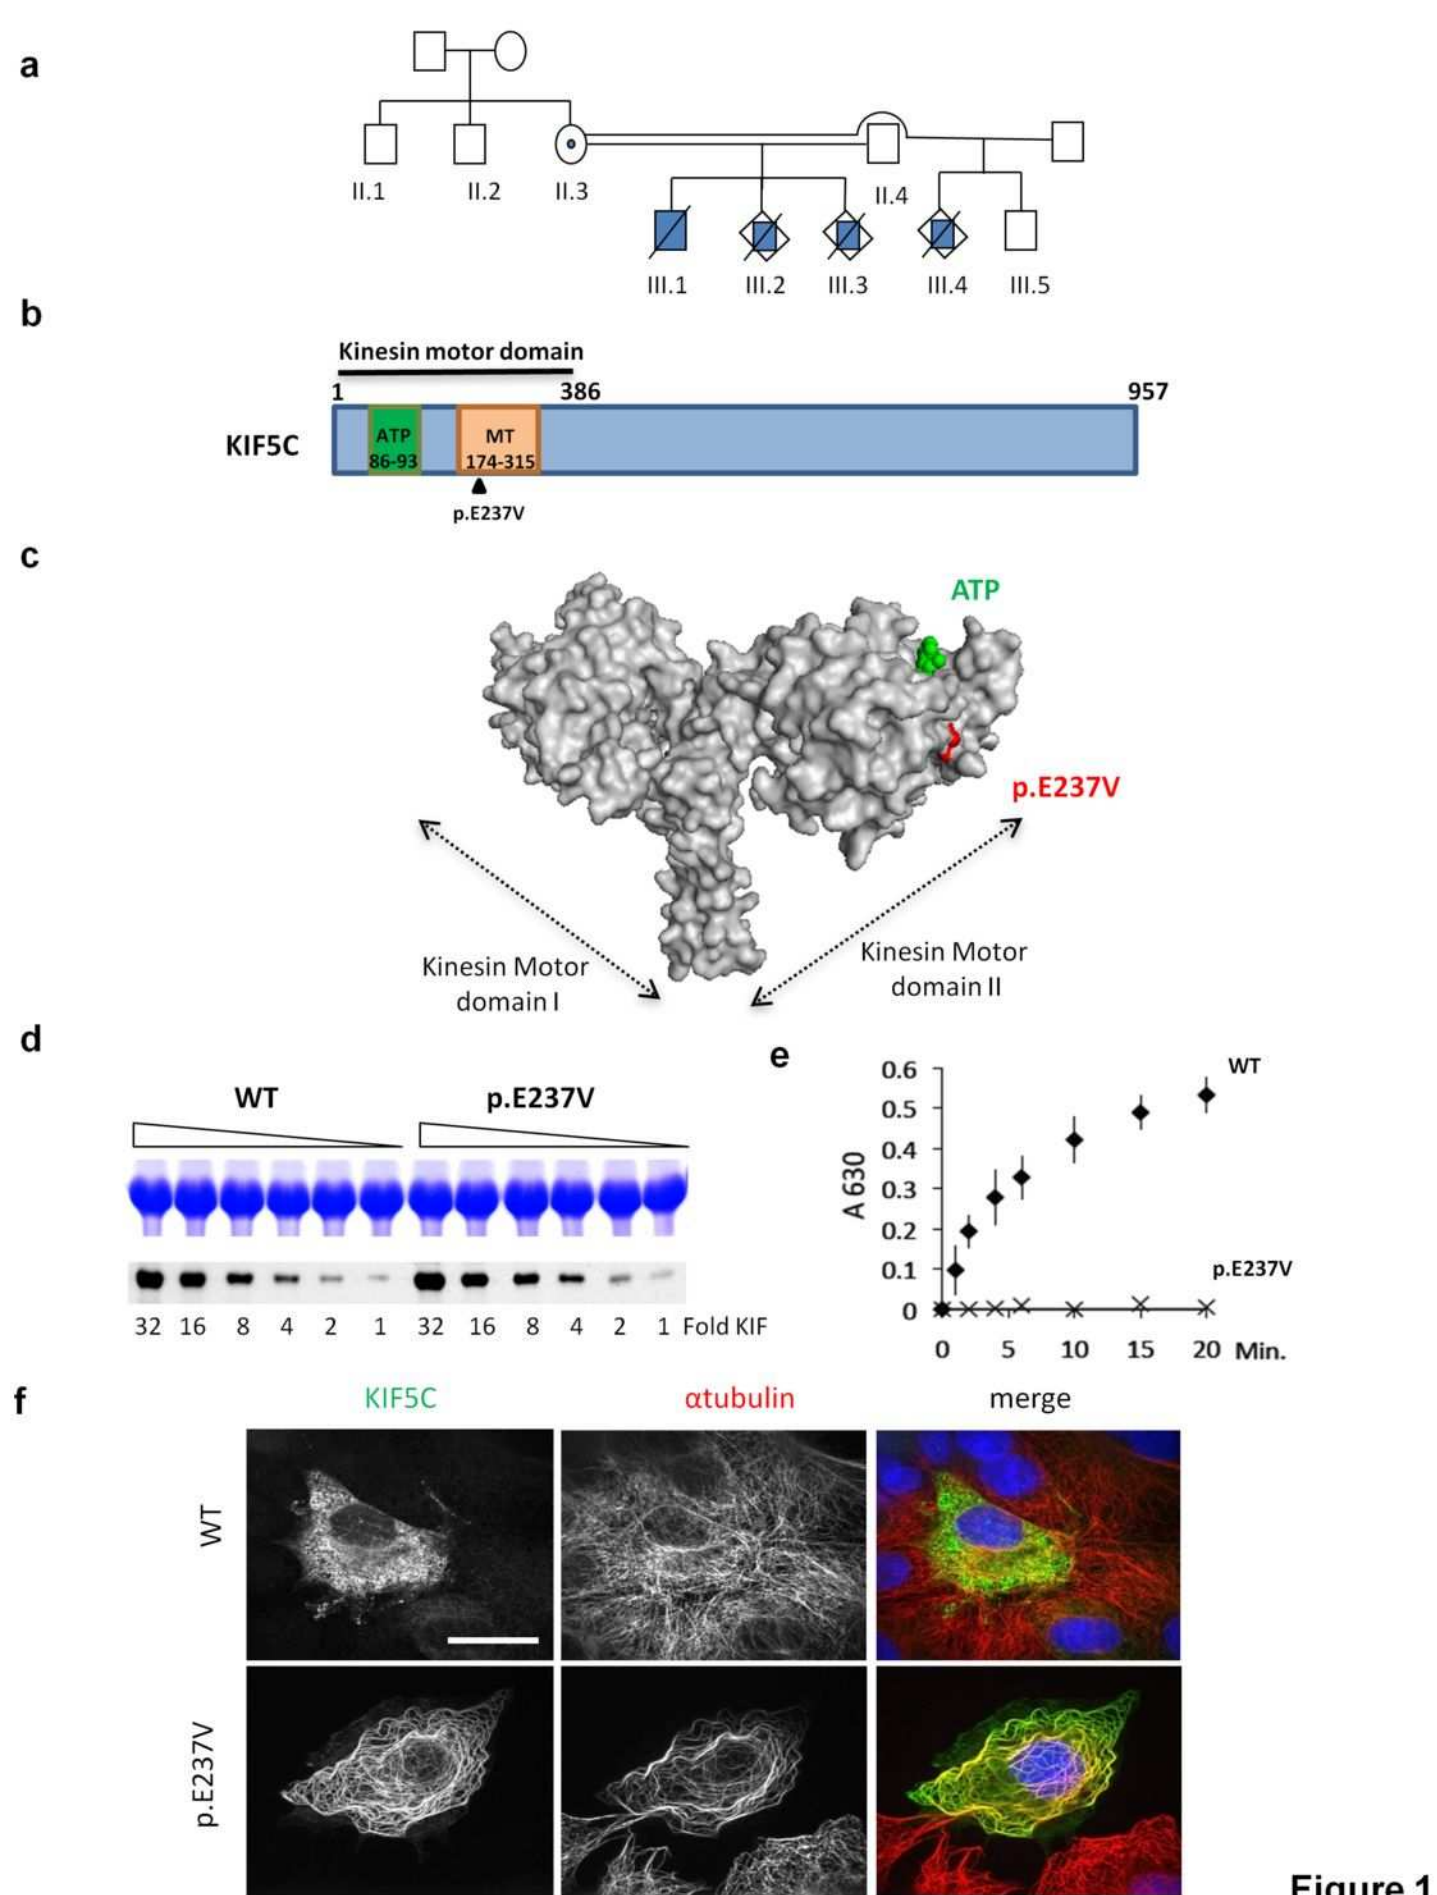 a
II.1
II.2
II.3
II.4
III.1
III.2
III.3
III.4
III.5
b
Kinesin motor domain
1
386
957
KIF5C
ATP
86-93
MT
174-315
p.E237V
c
ATP
p.E237V
Kinesin Motor
domain I
Kinesin Motor
domain II
d
WT
p.E237V
32 16 8 4 2 1 32 16 8 4 2 1 Fold KIF
e
A 630
0.6
0.5
0.4
0.3
0.2
0.1
0
0 5 10 15 20 Min.
WT
p.E237V
f
KIF5C
αtubulin
merge
WT
p.E237V
Figure 1